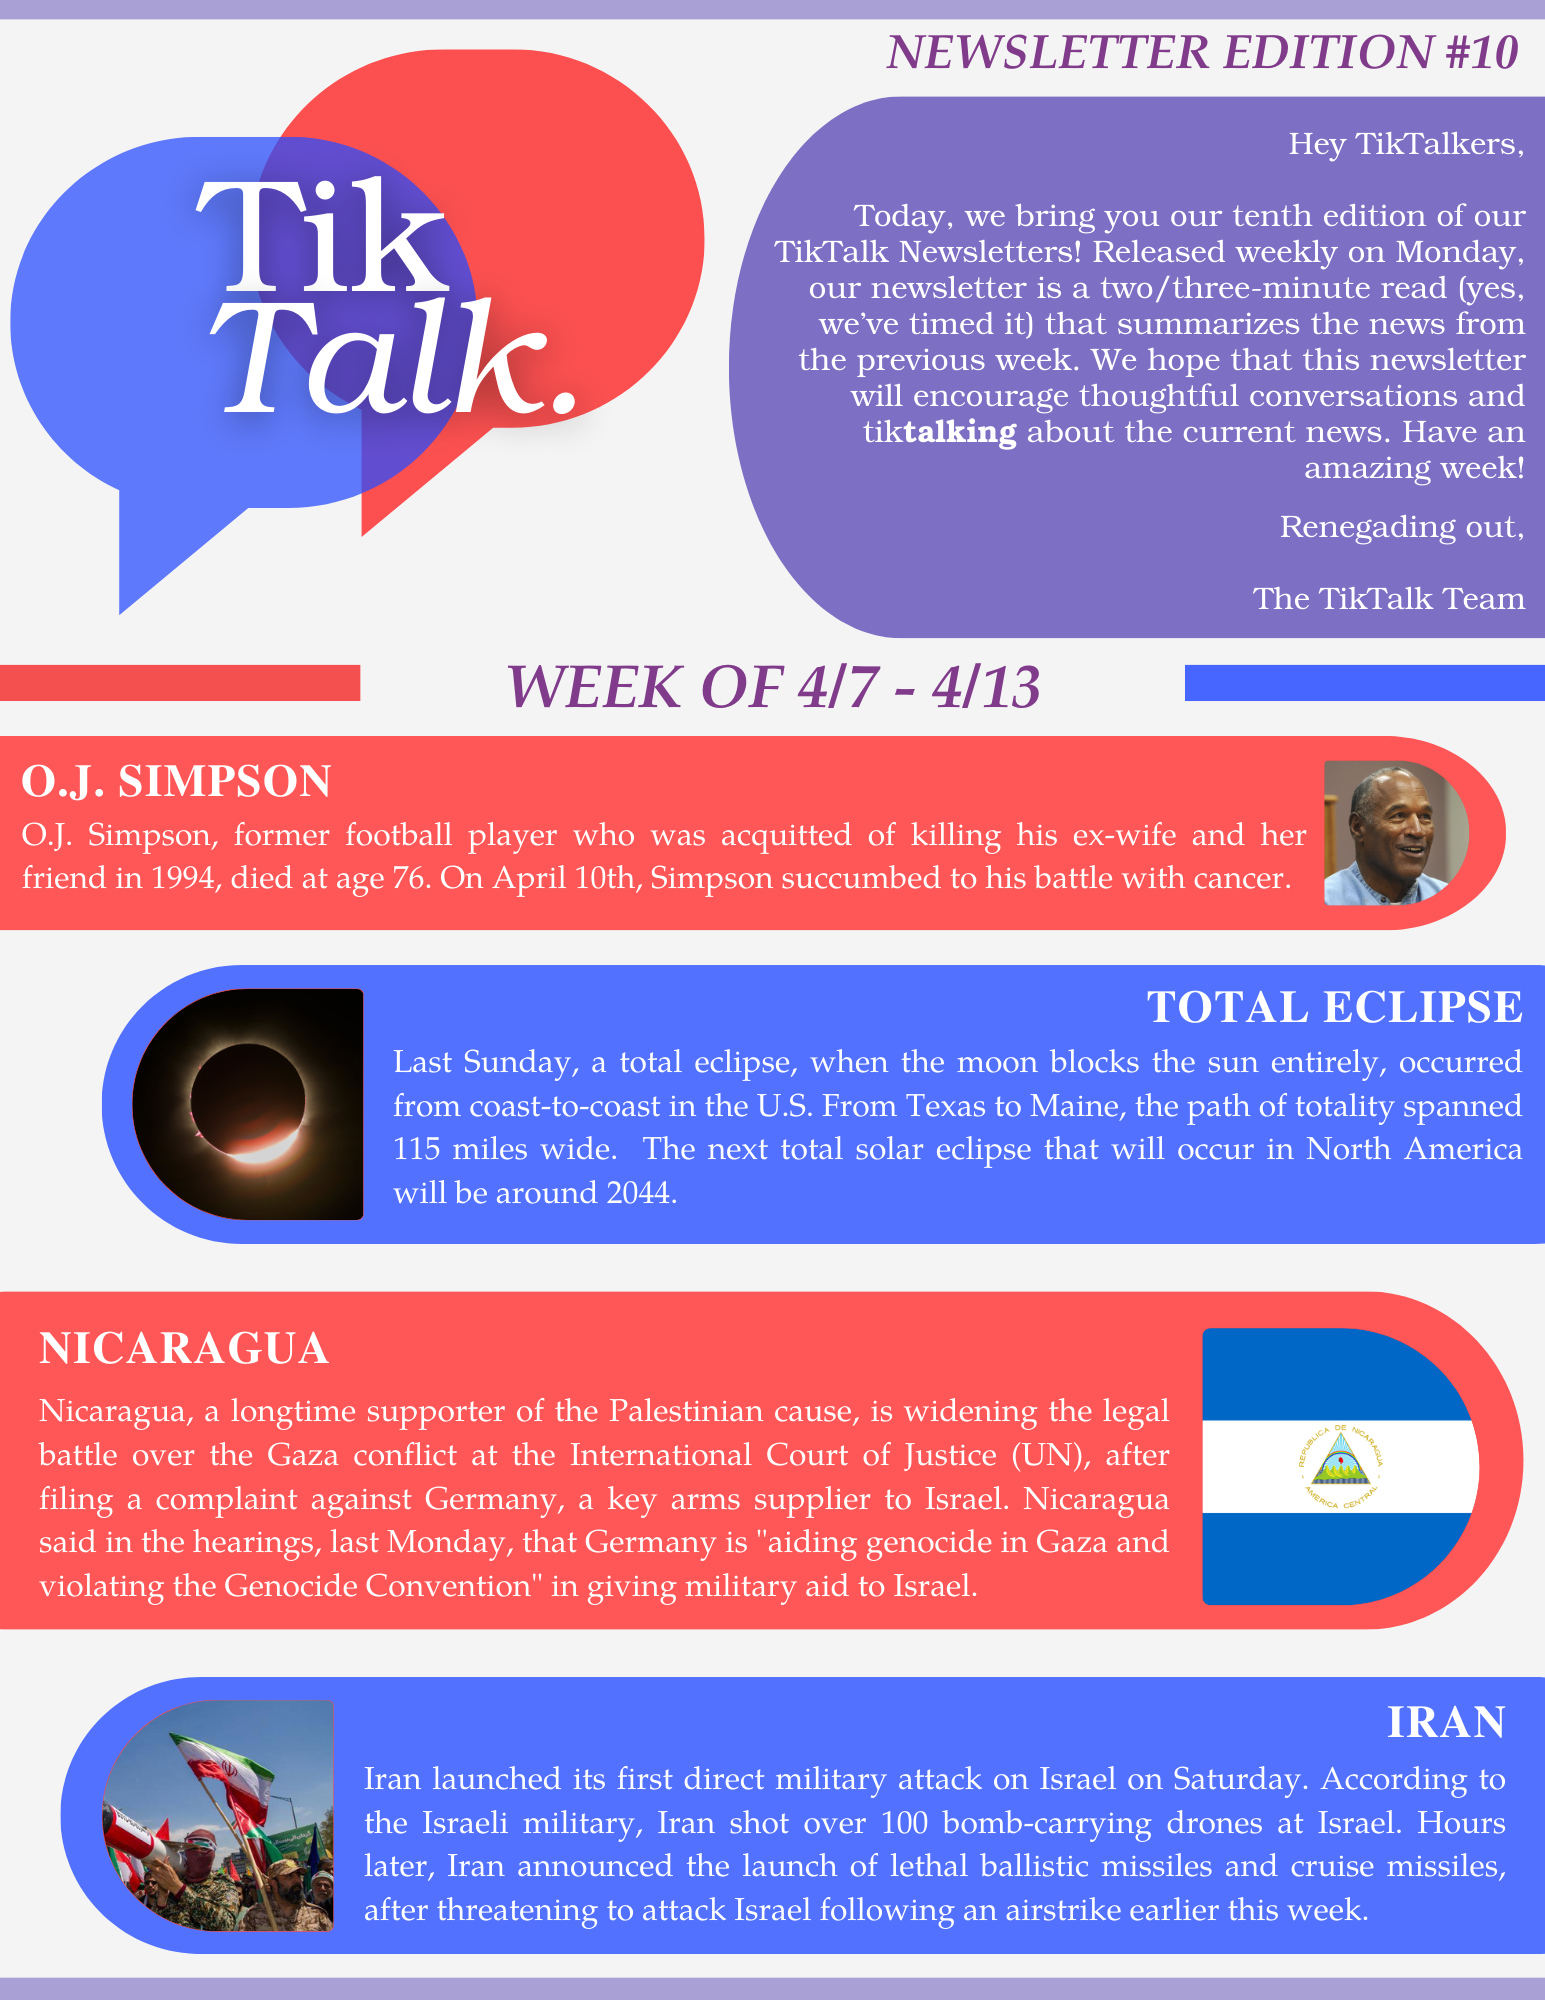 NEWSLETTER EDITION #10
Tik
Talk.
Hey TikTalkers,
Today, we bring you our tenth edition of our
TikTalk Newsletters! Released weekly on Monday,
our newsletter is a two/three-minute read (yes,
we've timed it) that summarizes the news from
the previous week. We hope that this newsletter
will encourage thoughtful conversations and
tiktalking about the current news. Have an
amazing week!
Renegading out,
The TikTalk Team
WEEK OF 4/7 - 4/13
O.J. SIMPSON
O.J. Simpson, former football player who was acquitted of killing his ex-wife and her
friend in 1994, died at age 76. On April 10th, Simpson succumbed to his battle with cancer.
TOTAL ECLIPSE
Last Sunday, a total eclipse, when the moon blocks the sun entirely, occurred
from coast-to-coast in the U.S. From Texas to Maine, the path of totality spanned
115 miles wide. The next total solar eclipse that will occur in North America
will be around 2044.
NICARAGUA
Nicaragua, a longtime supporter of the Palestinian cause, is widening the legal
battle over the Gaza conflict at the International Court of Justice (UN), after
filing a complaint against Germany, a key arms supplier to Israel. Nicaragua
said in the hearings, last Monday, that Germany is "aiding genocide in Gaza and
violating the Genocide Convention" in giving military aid to Israel.
REPUBLICA DE NICARAGUA
- AMERICA CENTRAL -
IRAN
Iran launched its first direct military attack on Israel on Saturday. According to
the Israeli military, Iran shot over 100 bomb-carrying drones at Israel. Hours
later, Iran announced the launch of lethal ballistic missiles and cruise missiles,
after threatening to attack Israel following an airstrike earlier this week.